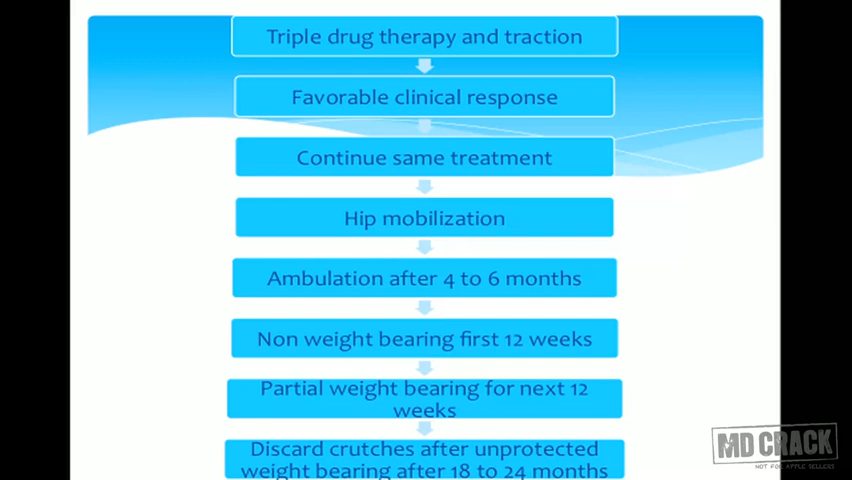 Triple drug therapy and traction
Favorable clinical response
Continue same treatment
Hip mobilization
Ambulation after 4 to 6 months
Non weight bearing first 12 weeks
Partial weight bearing for next 12
weeks
Discard crutches after unprotected
weight bearing after 18 to 24 months
MD CRACK
NOT FOR APPLE SELLERS